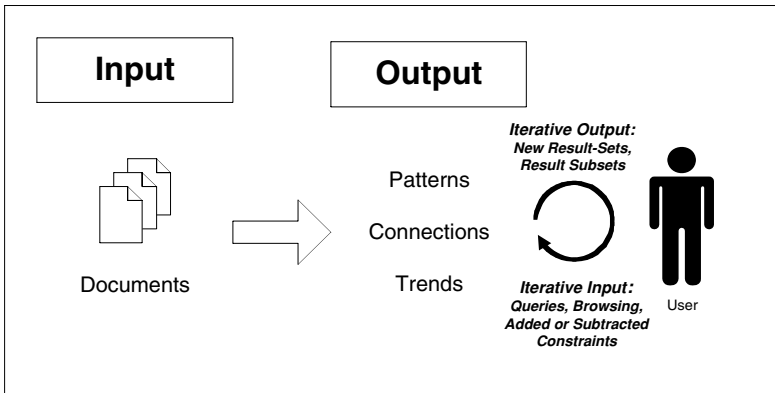 Input
Output
Documents
Patterns
Connections
Trends
Iterative Output:
New Result-Sets,
Result Subsets
Iterative Input:
Queries, Browsing,
Added or Subtracted
Constraints
User